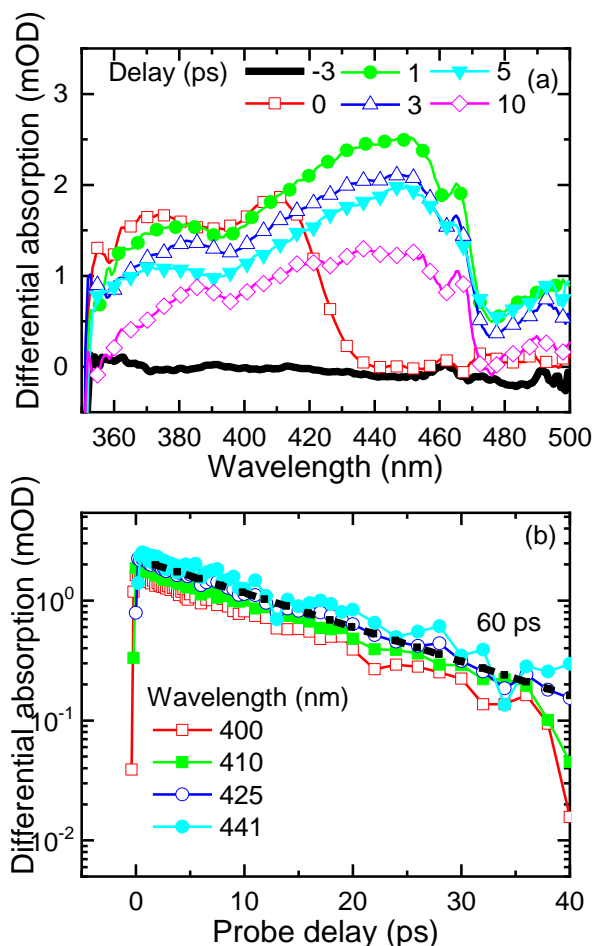 Delay (ps) -3 1 5 (a)
0 3 10
Differential absorption (mOD)
3
2
1
0
360 380 400 420 440 460 480 500
Wavelength (nm)
(b)
60 ps
Differential absorption (mOD)
10^0
10^-1
10^-2
Wavelength (nm)
400
410
425
441
0 10 20 30 40
Probe delay (ps)